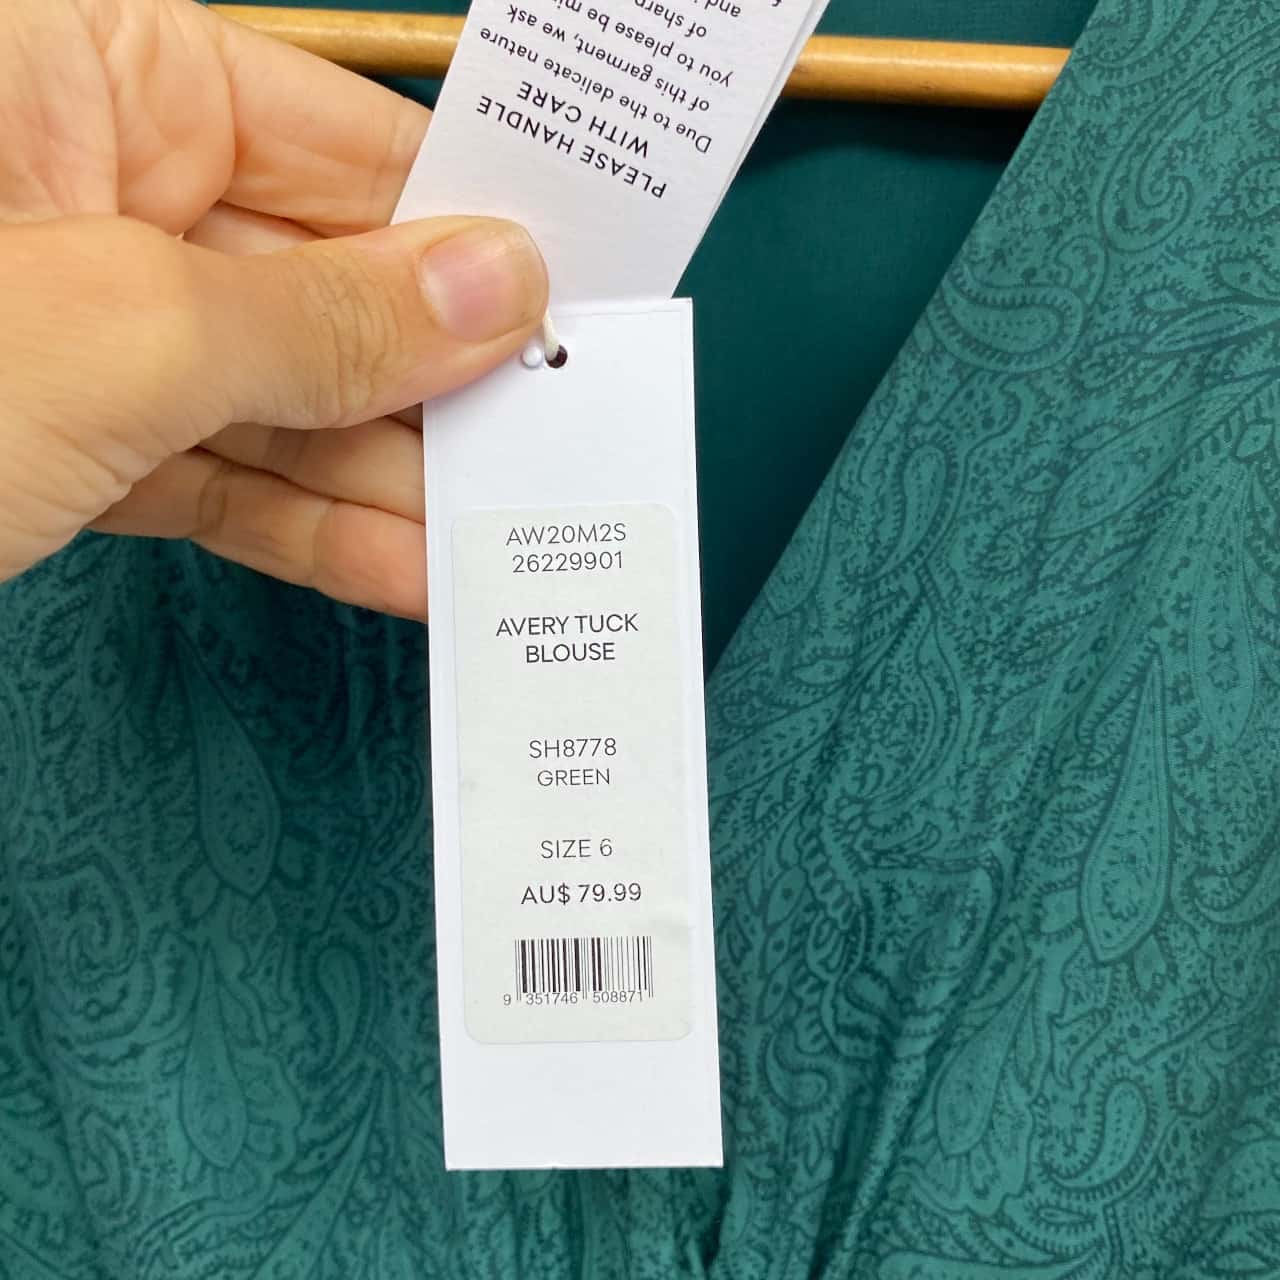 PLEASE HANDLE
WITH CARE
Due to the delicate nature
of this garment, we ask
you to please be
of sharp
and
AW20M2S
26229901
AVERY TUCK
BLOUSE
SH8778
GREEN
SIZE 6
AU$ 79.99
9 351746 508871